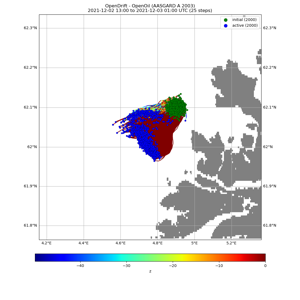 OpenDrift - OpenOil (AASGARD A 2003)
2021-12-02 13:00 to 2021-12-03 01:00 UTC (25 steps)
initial (2000)
active (2000)
62.3°N 62.3°N
62.2°N 62.2°N
62.1°N 62.1°N
62°N 62°N
61.9°N 61.9°N
61.8°N 61.8°N
4.2°E 4.4°E 4.6°E 4.8°E 5°E 5.2°E
−40 −30 −20 −10 0
z